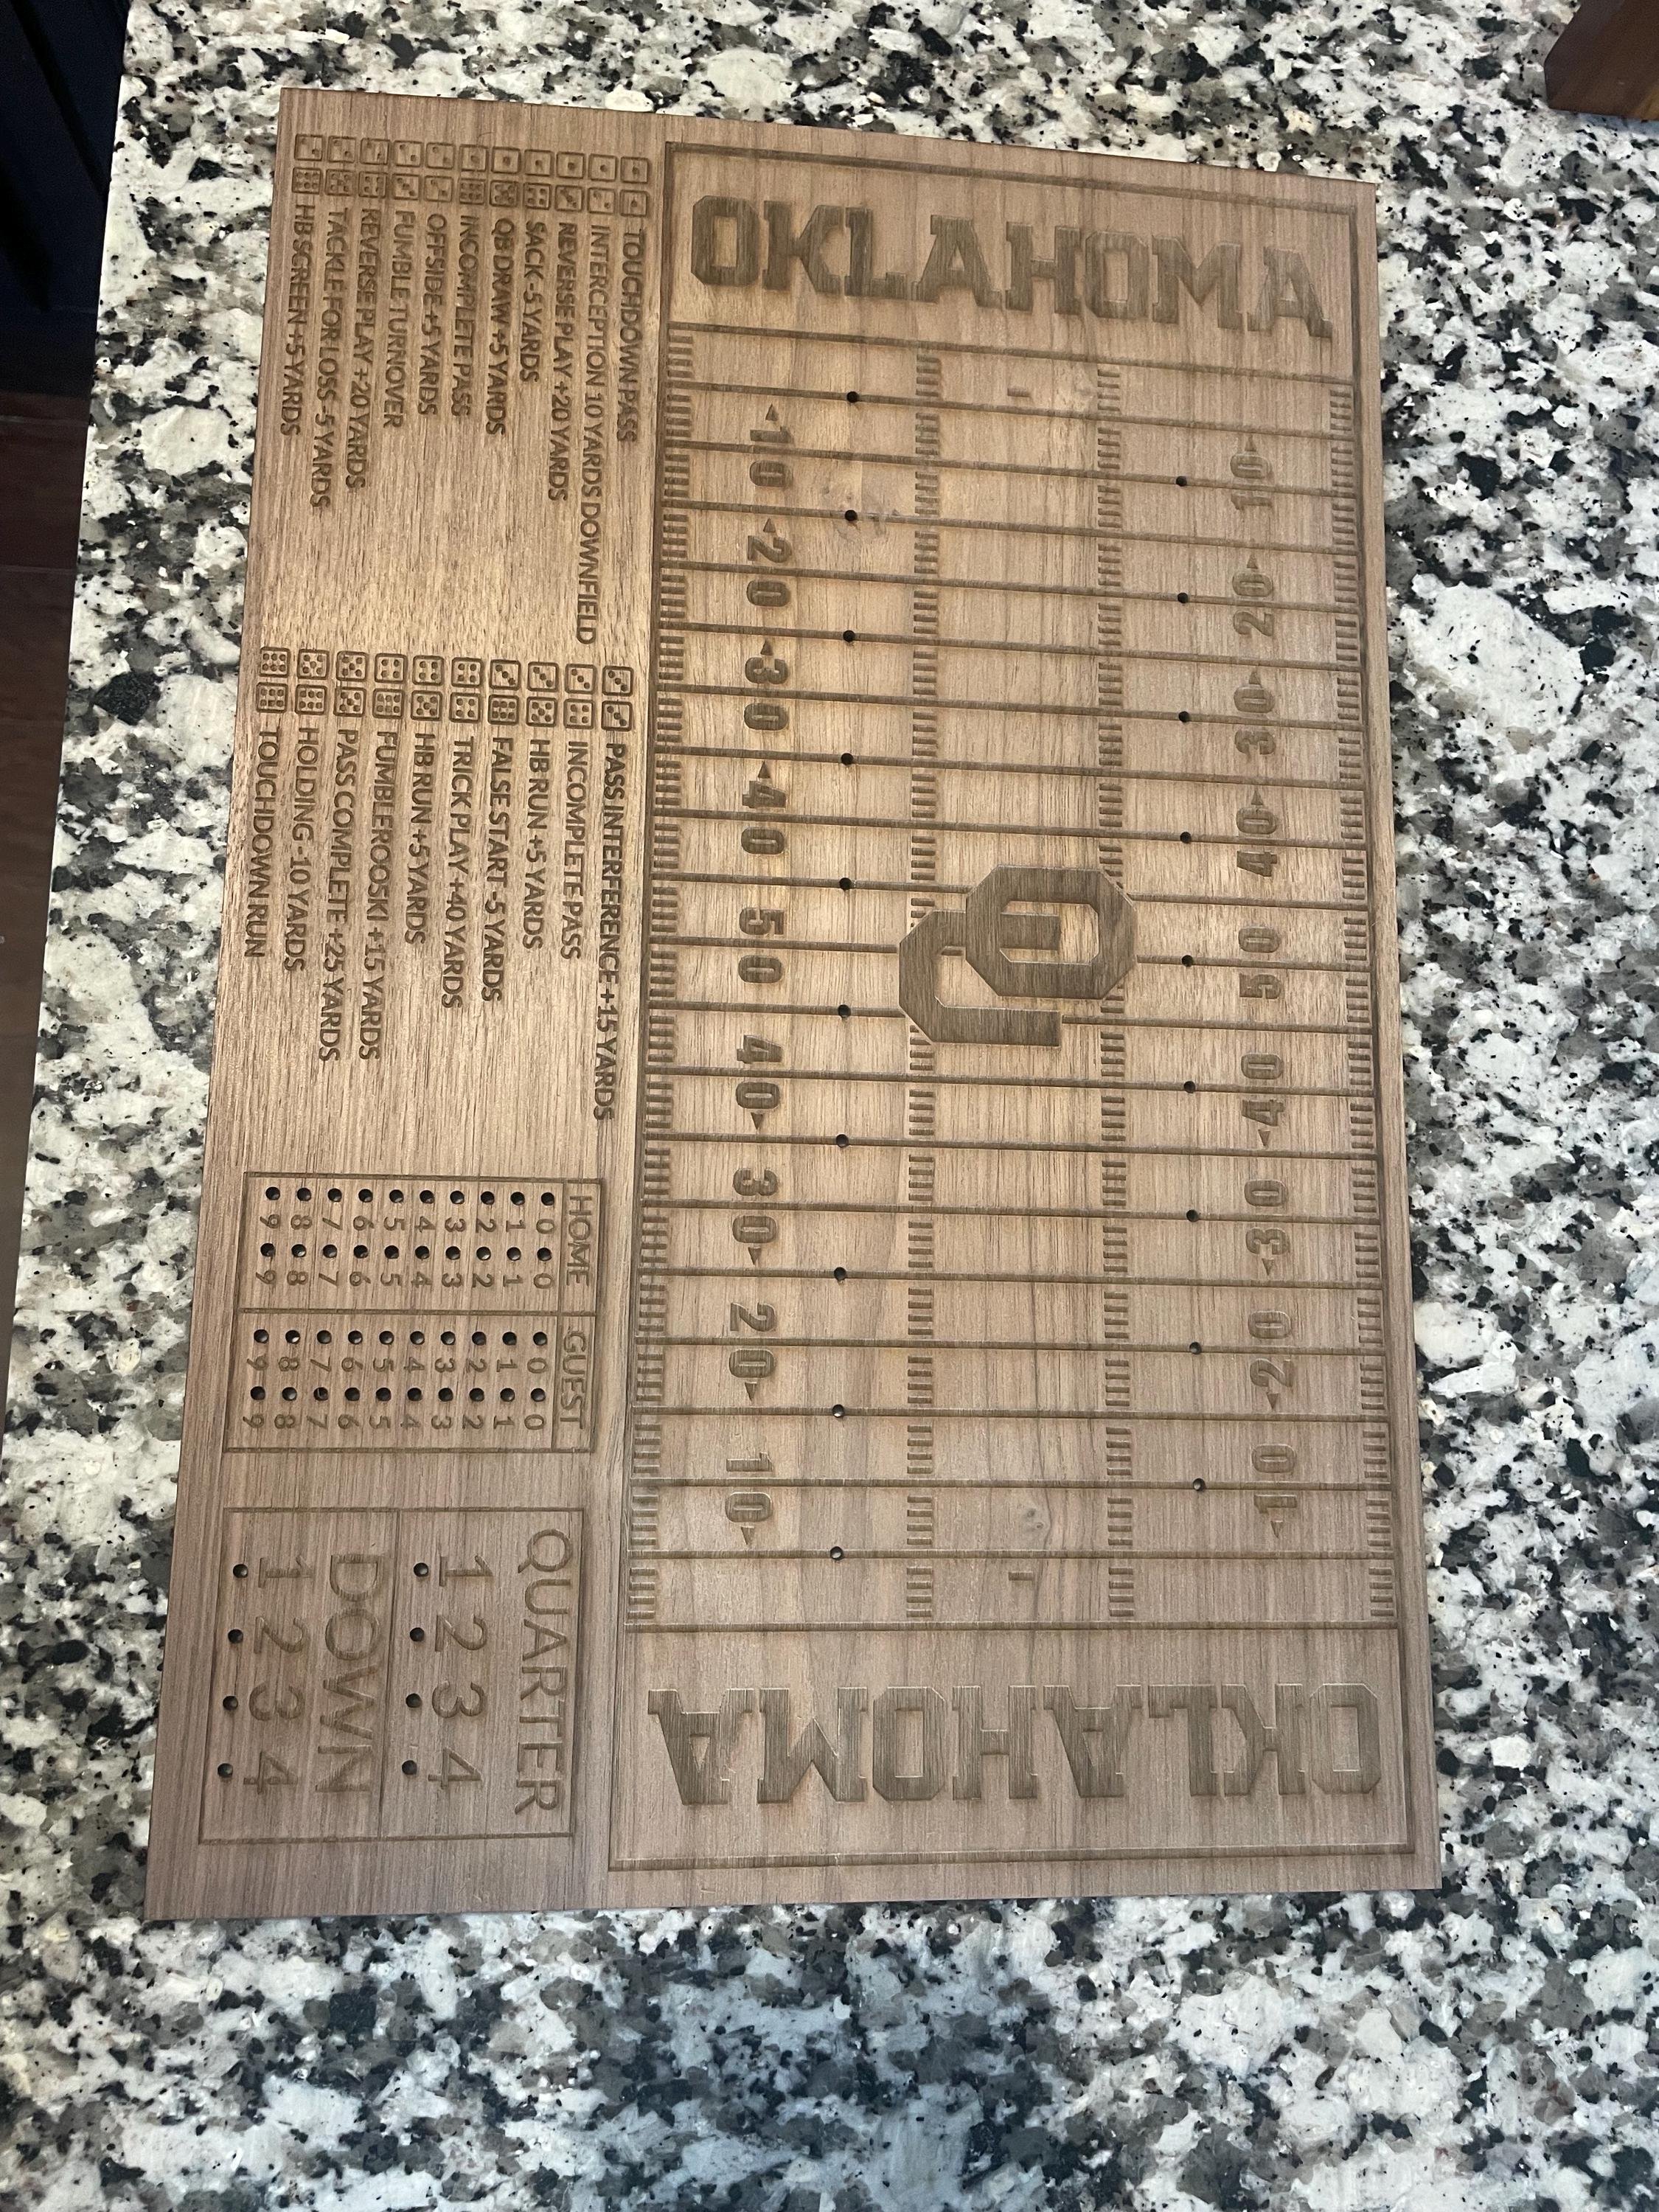 OKLAHOMA
10 20 30 40 50 40 30 20 10
OU
10 20 30 40 50 40 30 20 10
OKLAHOMA
TOUCHDOWN PASS
INTERCEPTION 10 YARDS DOWNFIELD
REVERSE PLAY +20 YARDS
SACK -5 YARDS
QB DRAW +5 YARDS
INCOMPLETE PASS
OFFSIDE +5 YARDS
FUMBLE TURNOVER
REVERSE PLAY +20 YARDS
TACKLE FOR LOSS -5 YARDS
HB SCREEN +5 YARDS
PASS INTERFERENCE +15 YARDS
INCOMPLETE PASS
HB RUN +5 YARDS
FALSE START -5 YARDS
TRICK PLAY +40 YARDS
HB RUN +5 YARDS
FUMBLEROOSKI +15 YARDS
PASS COMPLETE +25 YARDS
HOLDING -10 YARDS
TOUCHDOWN RUN
HOME GUEST
0 0 0 0
1 1 1 1
2 2 2 2
3 3 3 3
4 4 4 4
5 5 5 5
6 6 6 6
7 7 7 7
8 8 8 8
9 9 9 9
QUARTER
1 2 3 4
DOWN
1 2 3 4